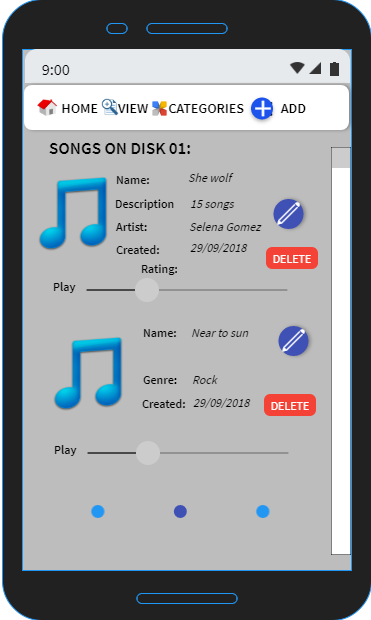 9:00
HOME VIEW CATEGORIES ADD
SONGS ON DISK 01:
Name: She wolf
Description 15 songs
Artist: Selena Gomez
Created: 29/09/2018
DELETE
Rating:
Play
Name: Near to sun
Genre: Rock
Created: 29/09/2018
DELETE
Play